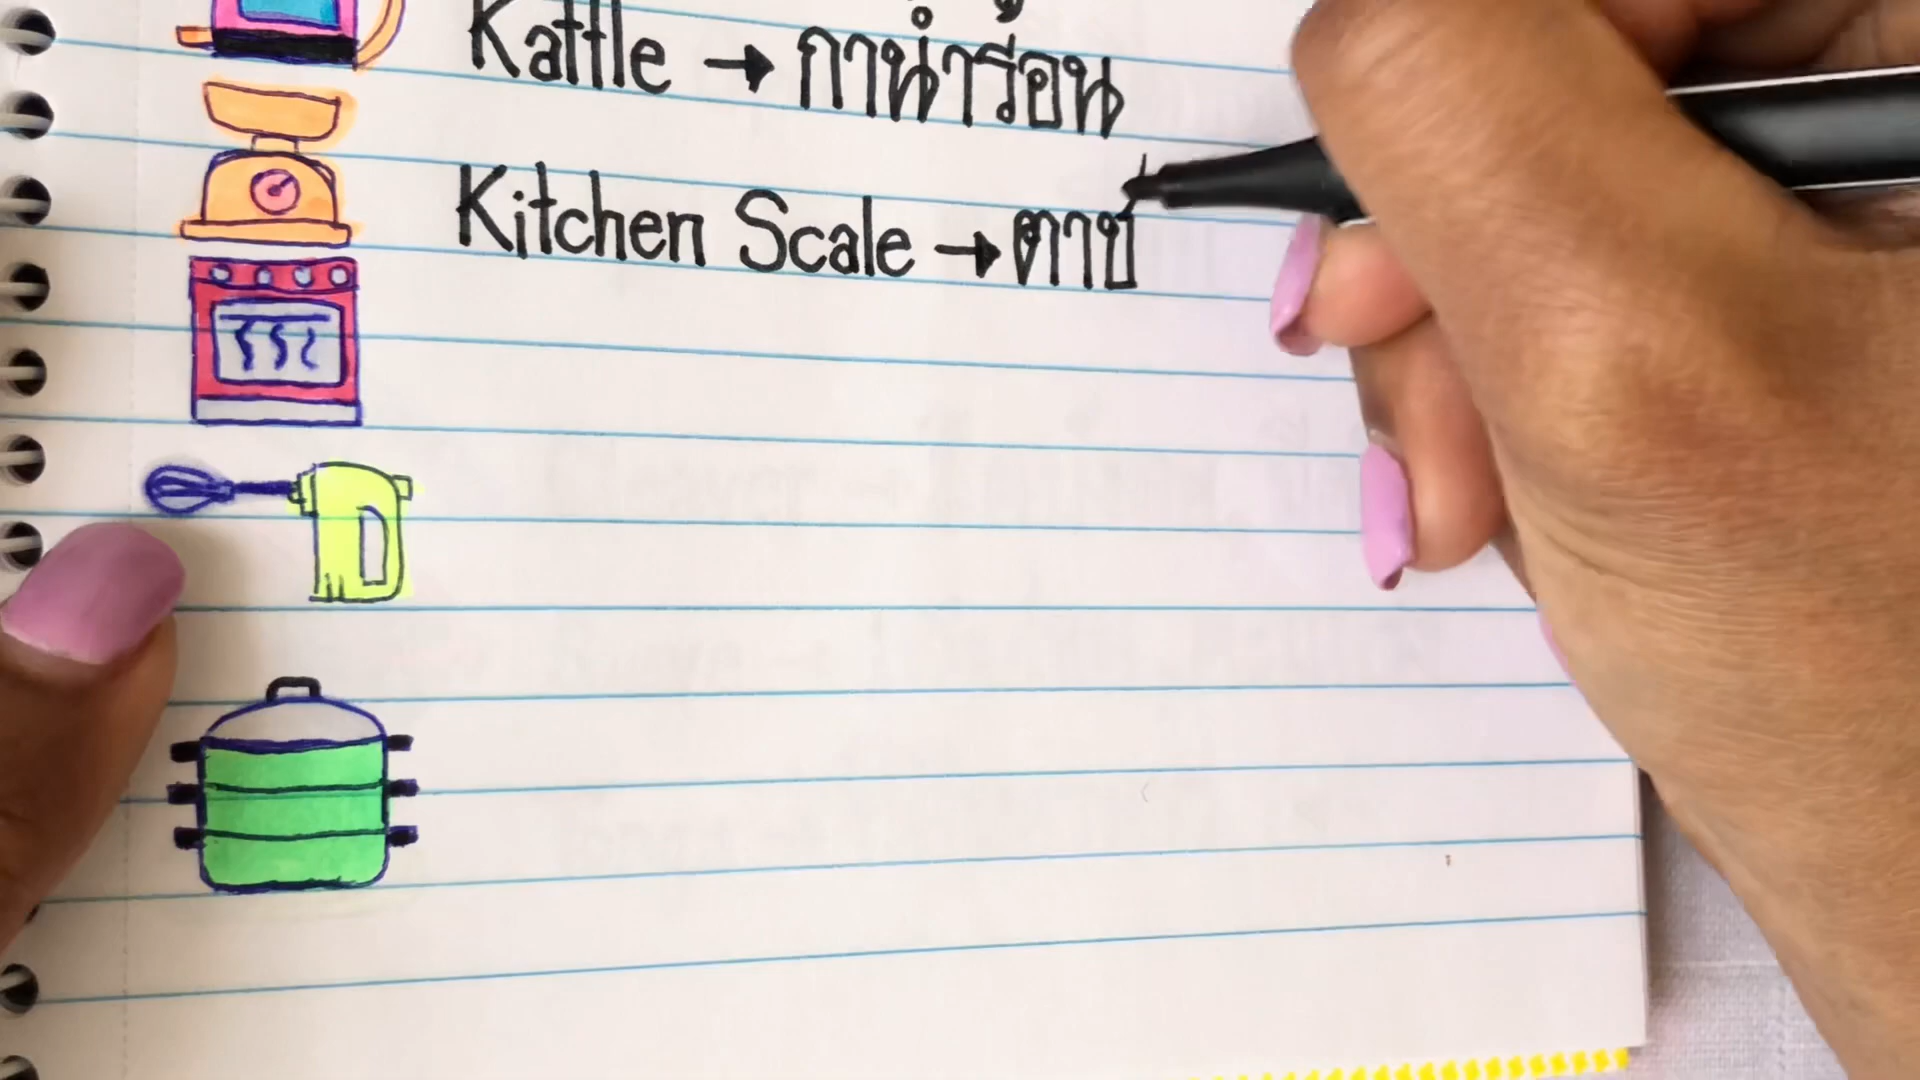 Kattle → กาน่ำร้อน
Kitchen Scale → ตาช